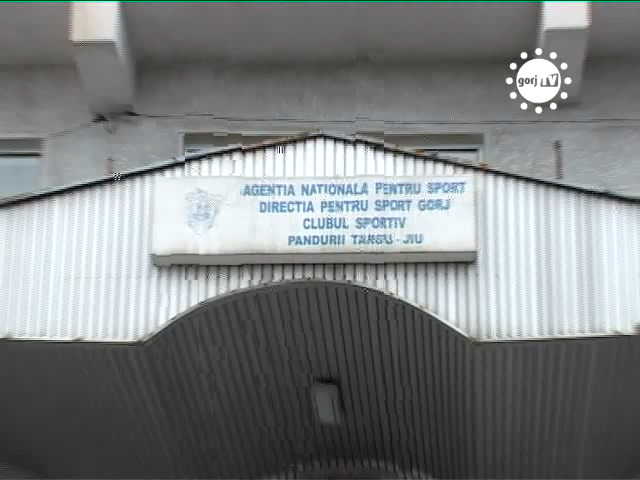 gorj TV
AGENTIA NATIONALA PENTRU SPORT
DIRECTIA PENTRU SPORT GORJ
CLUBUL SPORTIV
PANDURII TARGU - JIU